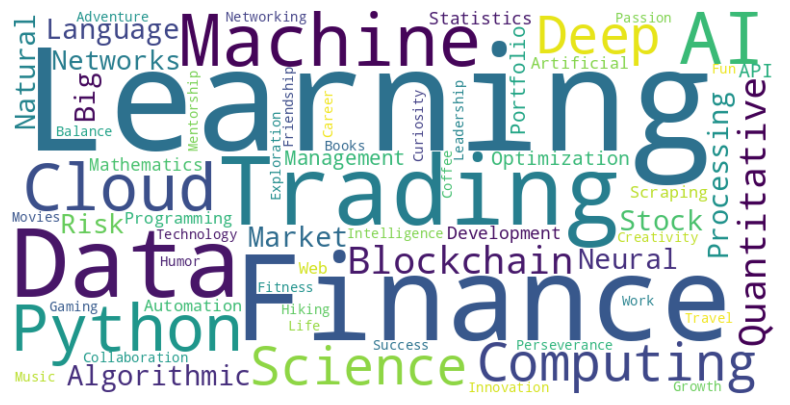 Adventure
Networking
Statistics
Passion
Language
Machine
Deep
AI
Natural
Networks
Big
Learning
Portfolio
Artificial
Fun
API
Balance
Mentorship
Friendship
Career
Curiosity
Leadership
Books
Processing
Quantitative
Mathematics
Exploration
Management
Coffee
Optimization
Cloud
Trading
Scraping
Movies
Risk
Programming
Stock
Technology
Market
Intelligence
Development
Creativity
Data
Humor
Finance
Web
Blockchain
Neural
Fitness
Gaming
Automation
Hiking
Work
Python
Life
Travel
Collaboration
Success
Perseverance
Science
Computing
Music
Algorithmic
Innovation
Growth